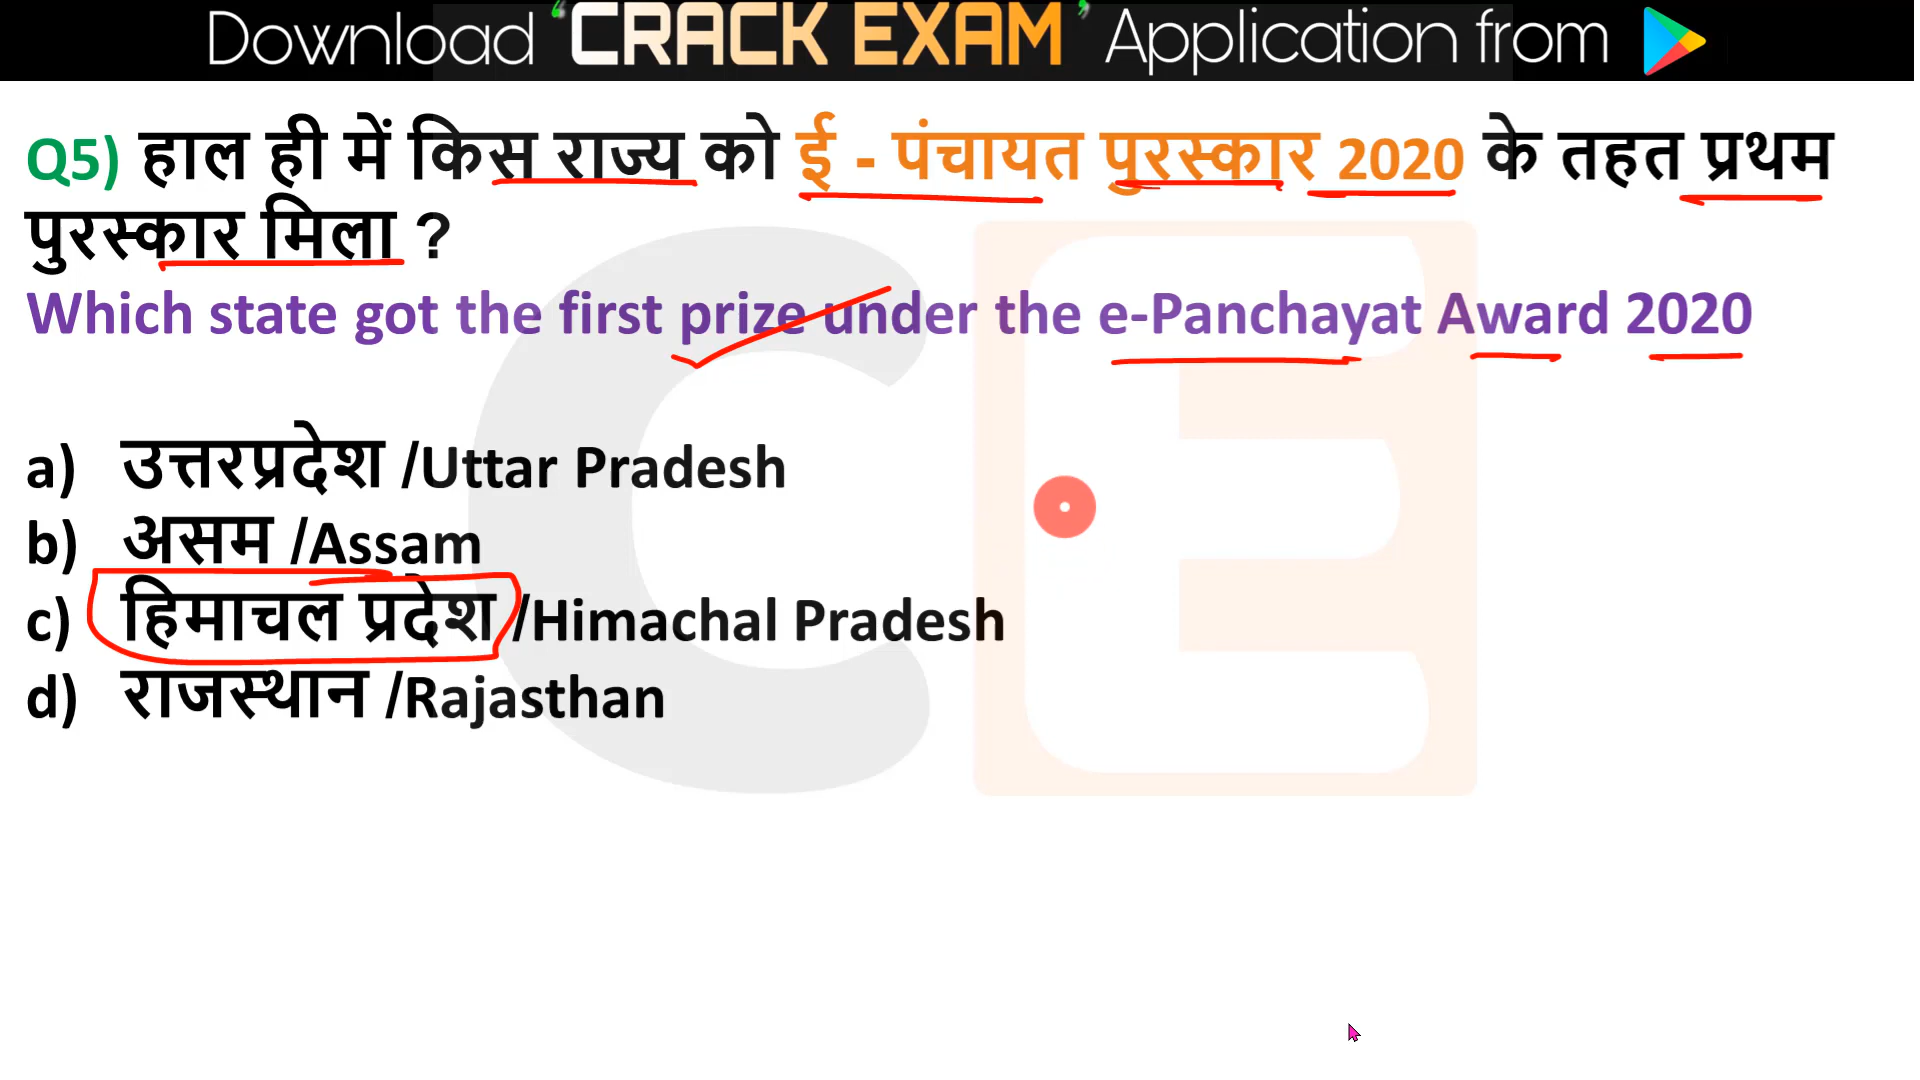 Download ‘CRACK EXAM’ Application from
Q5) हाल ही में किस राज्य को ई - पंचायत पुरस्कार 2020 के तहत प्रथम
पुरस्कार मिला ?
Which state got the first prize under the e-Panchayat Award 2020
a) उत्तरप्रदेश /Uttar Pradesh
b) असम /Assam
c) हिमाचल प्रदेश /Himachal Pradesh
d) राजस्थान /Rajasthan
CE